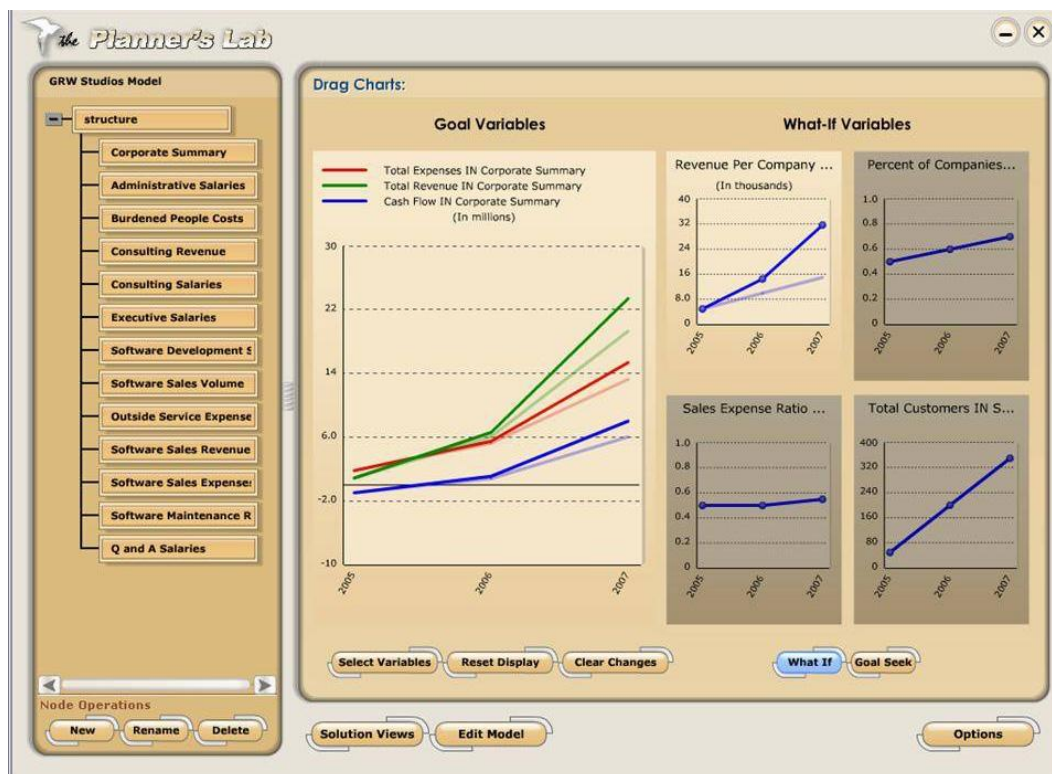 the Planner's Lab
GRW Studios Model
structure
Corporate Summary
Administrative Salaries
Burdened People Costs
Consulting Revenue
Consulting Salaries
Executive Salaries
Software Development S
Software Sales Volume
Outside Service Expense
Software Sales Revenue
Software Sales Expenses
Software Maintenance R
Q and A Salaries
Node Operations
New Rename Delete
Drag Charts:
Goal Variables
Total Expenses IN Corporate Summary
Total Revenue IN Corporate Summary
Cash Flow IN Corporate Summary
(In millions)
30
22
14
6.0
-2.0
-10
2005 2006 2007
What-If Variables
Revenue Per Company ...
(In thousands)
40
32
24
16
8.0
0
2005 2006 2007
Percent of Companies...
1.0
0.8
0.6
0.4
0.2
0
2005 2006 2007
Sales Expense Ratio ...
1.0
0.8
0.6
0.4
0.2
0
2005 2006 2007
Total Customers IN S...
400
320
240
160
80
0
2005 2006 2007
Select Variables Reset Display Clear Changes What If Goal Seek
Solution Views Edit Model Options